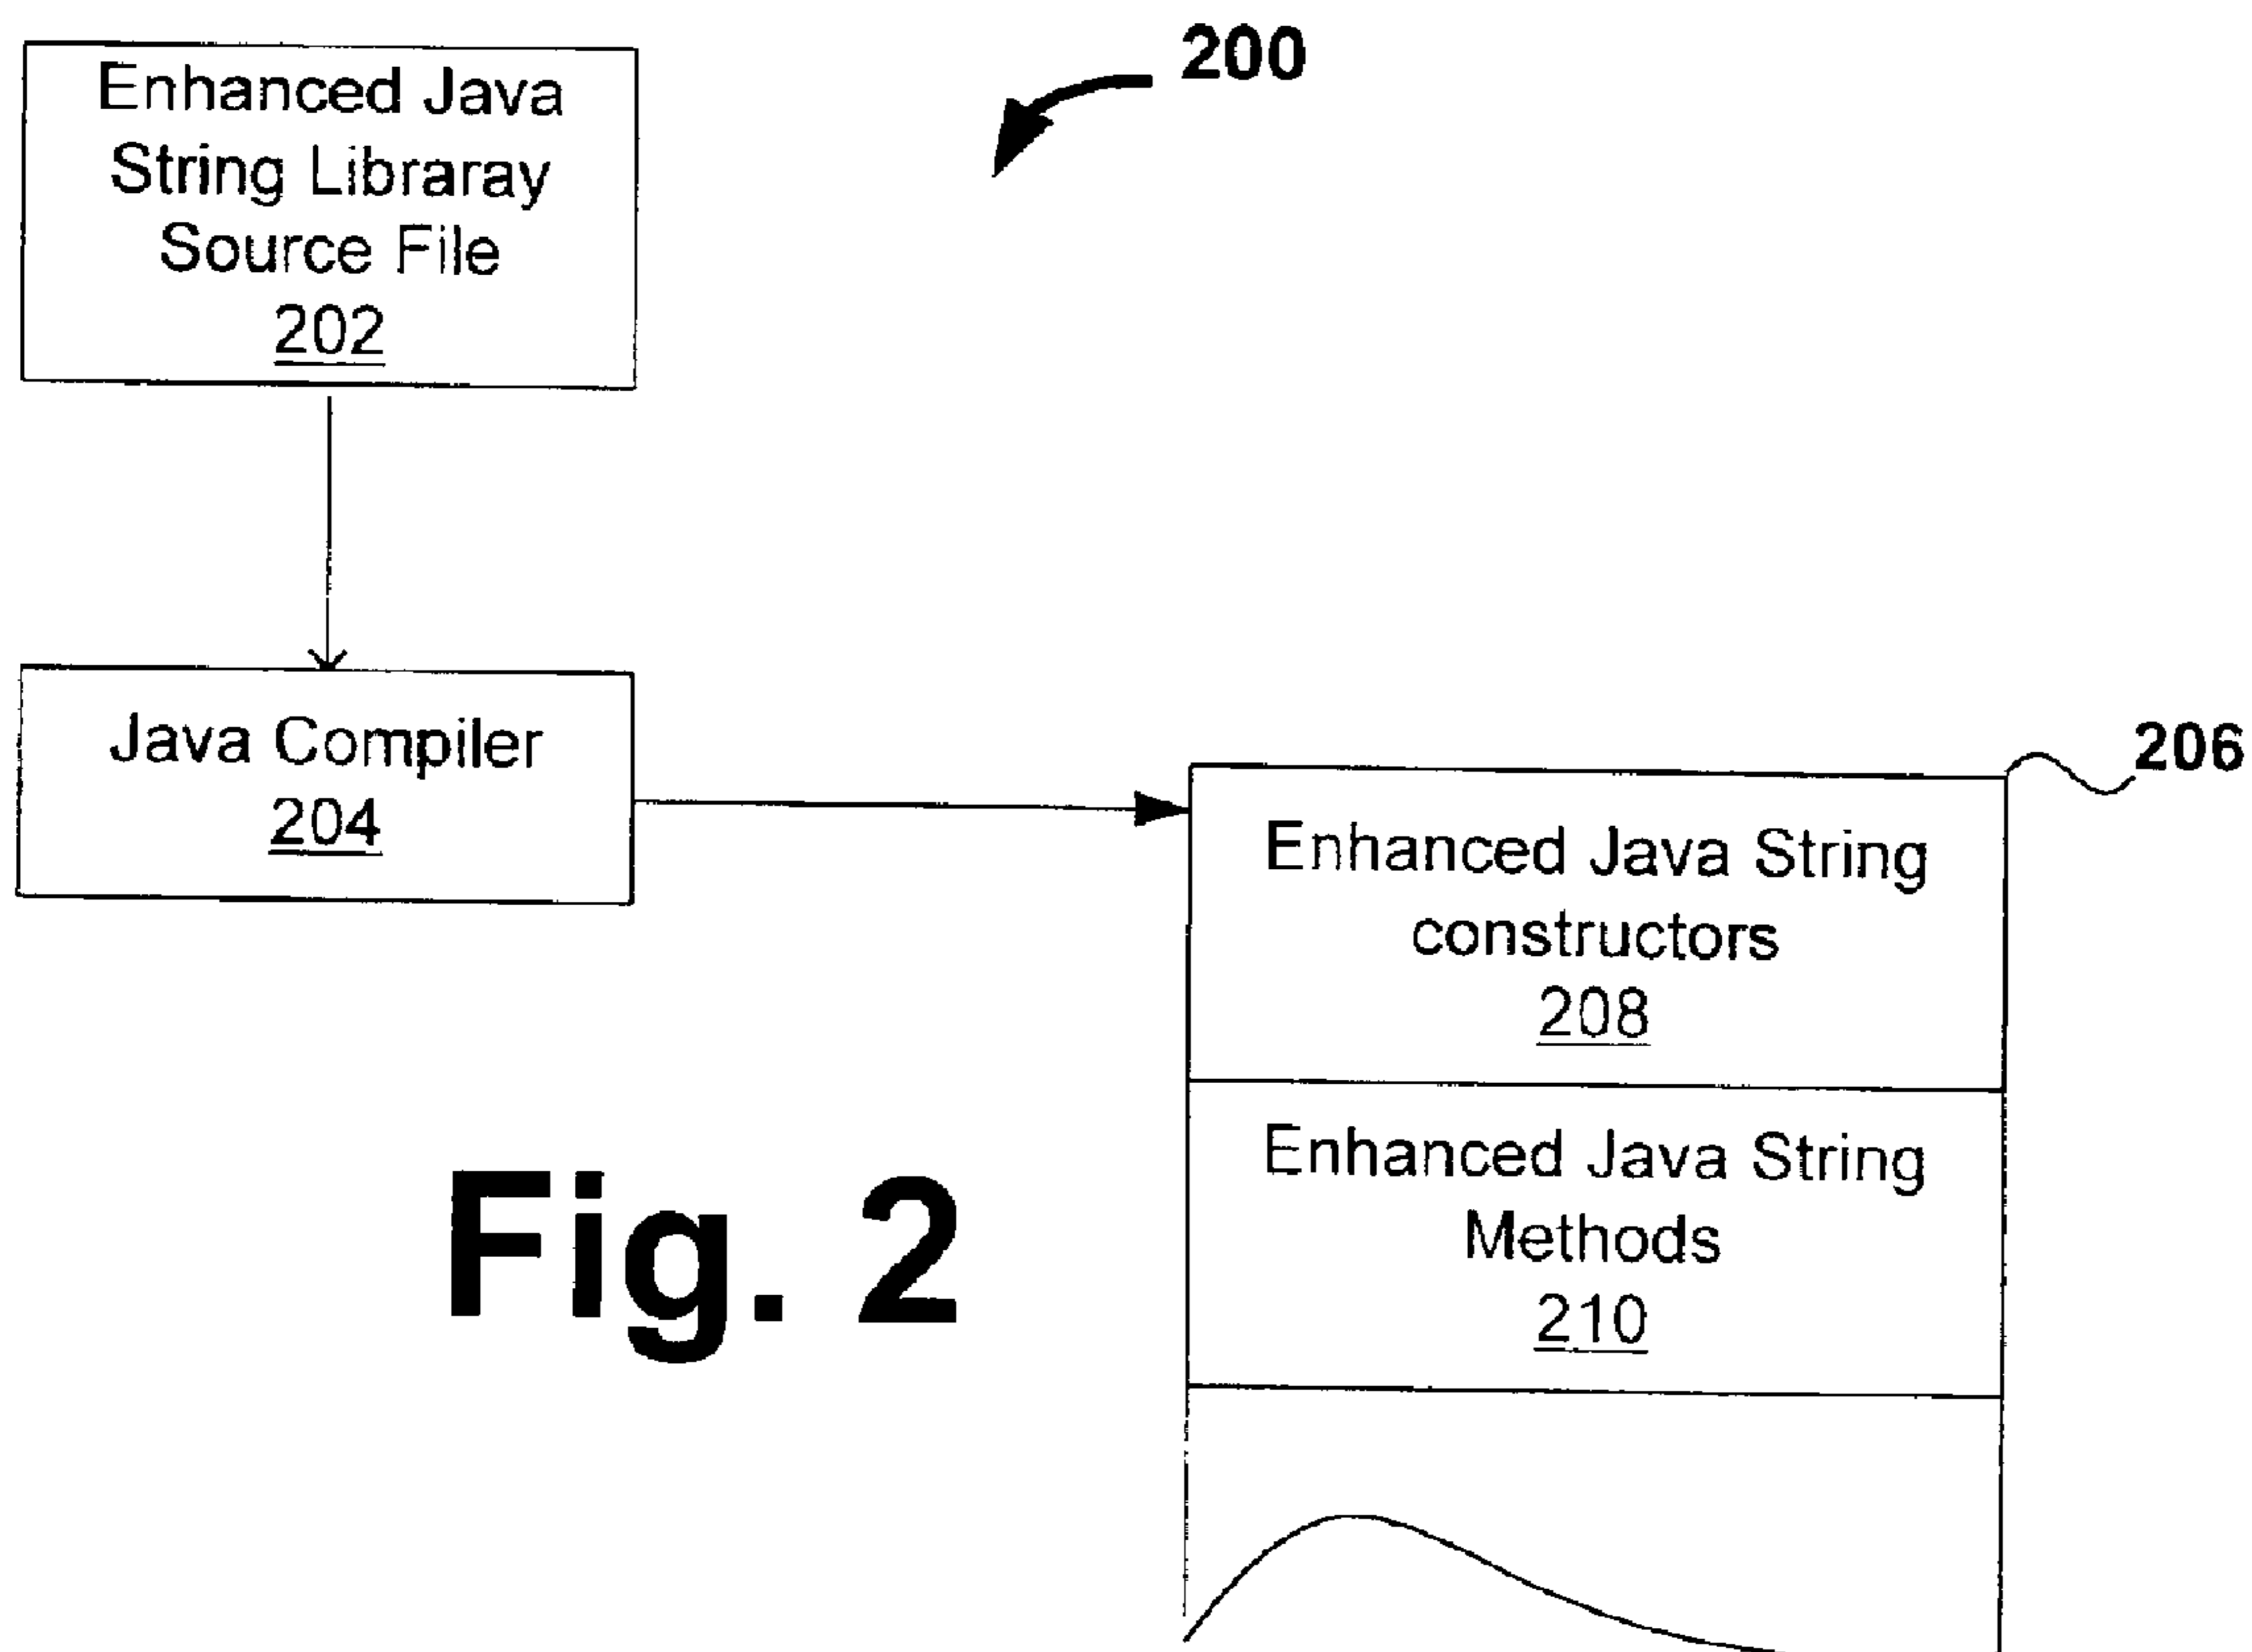 200
Enhanced Java
String Libraray
Source File
202
Java Compiler
204
206
Enhanced Java String
constructors
208
Enhanced Java String
Methods
210
Fig. 2